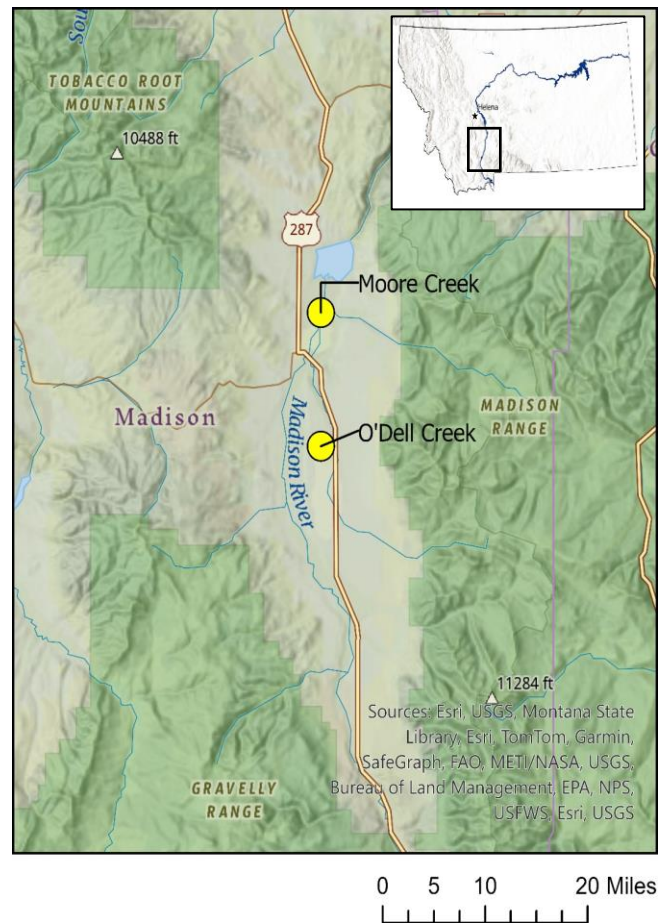 Sou
TOBACCO ROOT
MOUNTAINS
10488 ft
Helena
287
Moore Creek
Madison
MADISON
RANGE
O'Dell Creek
Madison River
11284 ft
Sources: Esri, USGS, Montana State
Library, Esri, TomTom, Garmin,
SafeGraph, FAO, METI/NASA, USGS,
Bureau of Land Management, EPA, NPS,
USFWS, Esri, USGS
GRAVELLY
RANGE
0 5 10 20 Miles